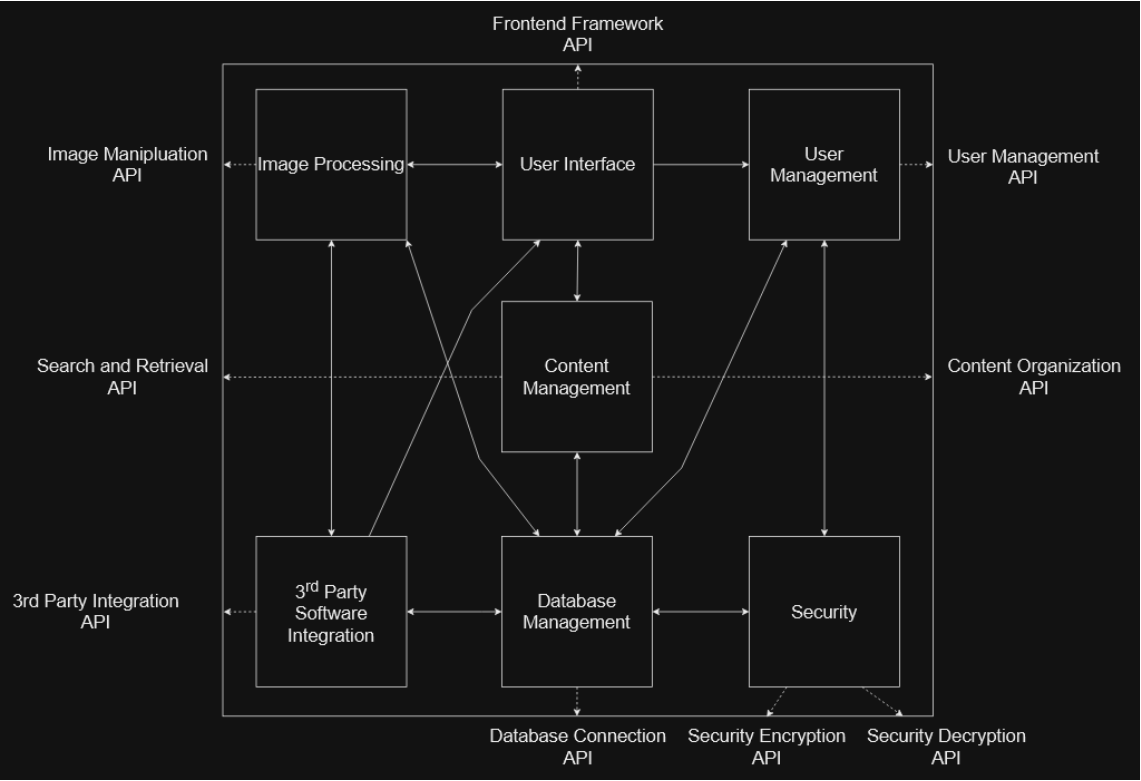 Frontend Framework
API
Image Manipluation
API
Image Processing
User Interface
User
Management
User Management
API
Search and Retrieval
API
Content
Management
Content Organization
API
3rd Party Integration
API
3rd Party
Software
Integration
Database
Management
Security
Database Connection
API
Security Encryption
API
Security Decryption
API